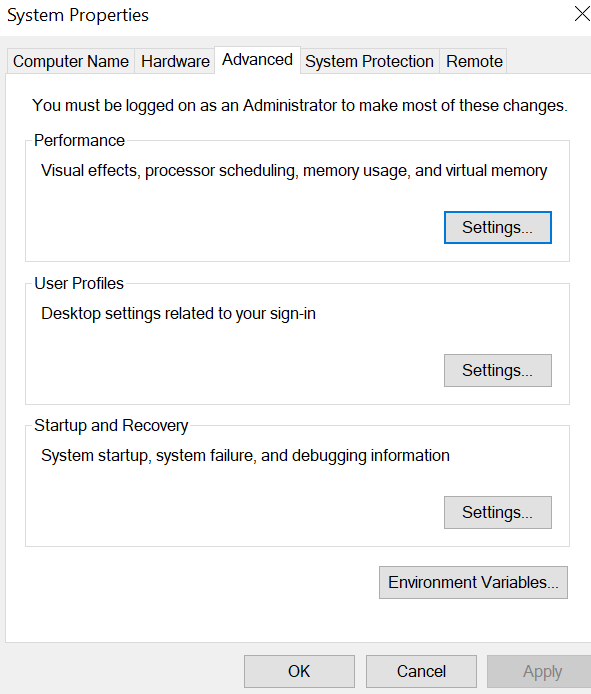 System Properties
Computer Name Hardware Advanced System Protection Remote
You must be logged on as an Administrator to make most of these changes.
Performance
Visual effects, processor scheduling, memory usage, and virtual memory
Settings...
User Profiles
Desktop settings related to your sign-in
Settings...
Startup and Recovery
System startup, system failure, and debugging information
Settings...
Environment Variables...
OK Cancel Apply